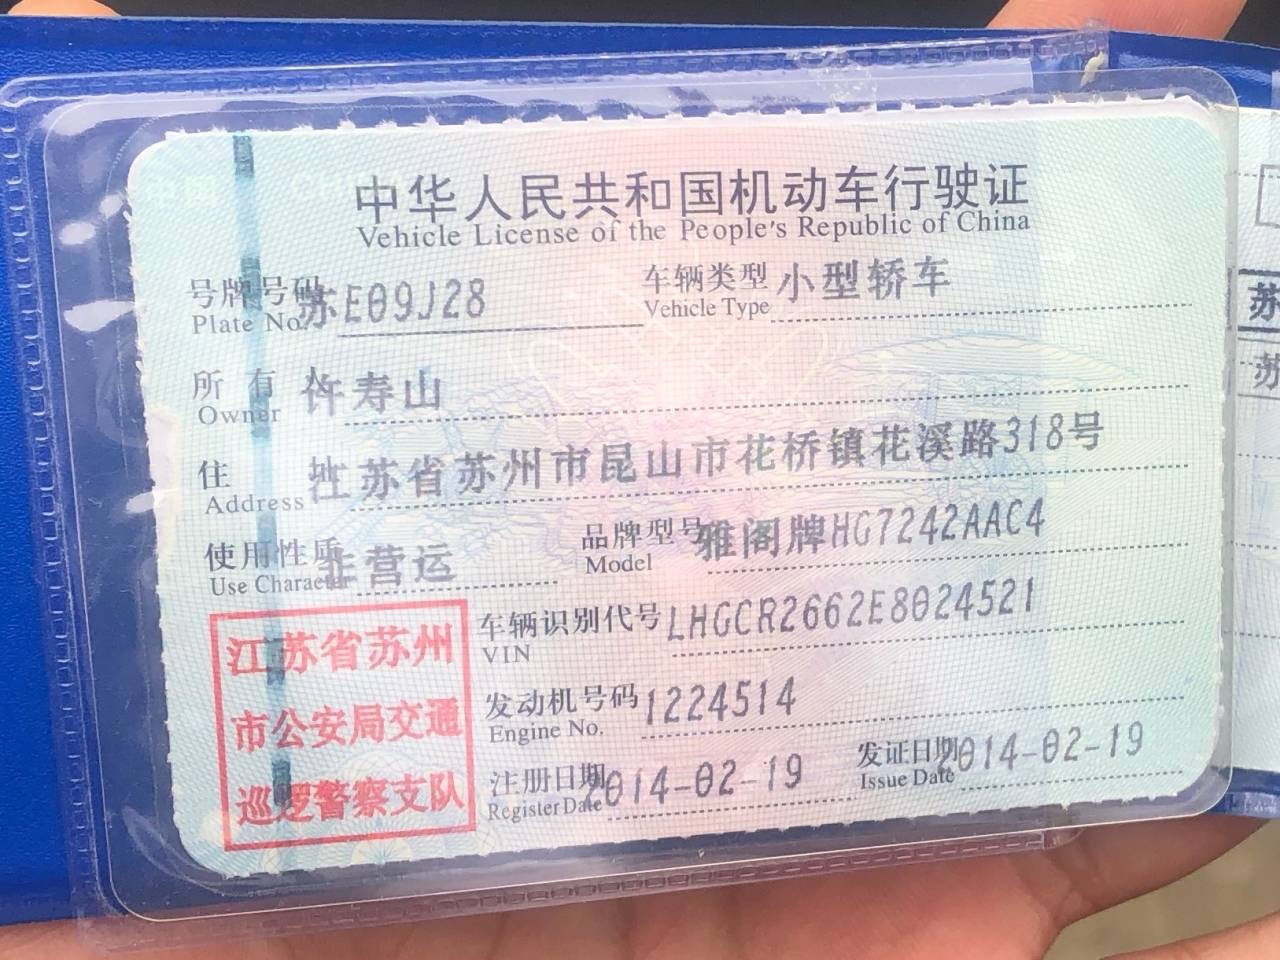 中华人民共和国机动车行驶证
Vehicle License of the People's Republic of China
号牌号码 苏E09J28 车辆类型 小型轿车
Plate No. Vehicle Type
所有 许寿山
Owner
住 江苏省苏州市昆山市花桥镇花溪路318号
Address
使用性质 非营运 品牌型号 雅阁牌HG7242AAC4
Use Character Model
车辆识别代号 LHGCR2662E8024521
VIN
发动机号码 1224514
Engine No.
注册日期 2014-02-19 发证日期 2014-02-19
Register Date Issue Date
江苏省苏州
市公安局交通
巡逻警察支队
苏
苏